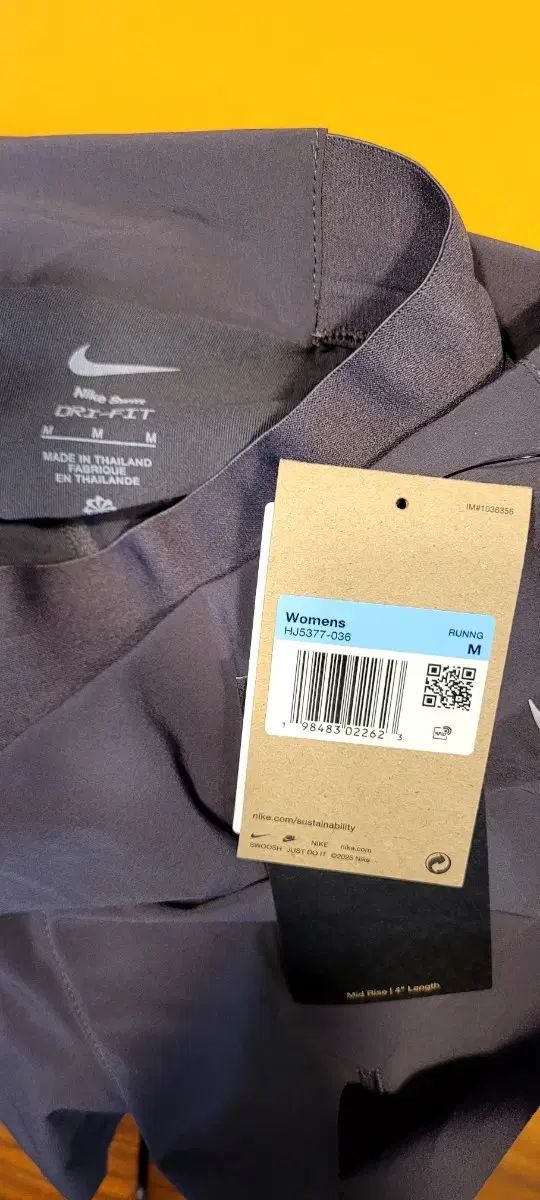 Nike
DRI-FIT
M M M
MADE IN THAILAND
FABRIQUE
EN THAILANDE
IM#1036356
Womens
HJ5377-036
RUNNG
M
1 98483 02262 3
nike.com/sustainability
NIKE nike.com
SWOOSH JUST DO IT ©2025 Nike
Mid Rise | 4" Length